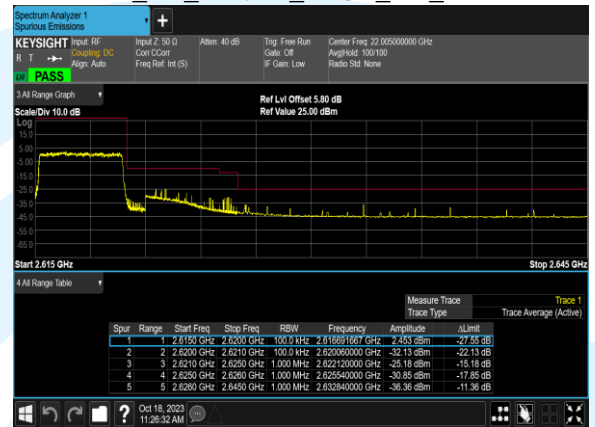 Spectrum Analyzer 1
Spurious Emissions
KEYSIGHT Input: RF Input Z: 50 Ω Atten: 40 dB Trig: Free Run Center Freq: 22.005000000 GHz
R T Coupling: DC Corr CCorr Gate: Off Avg|Hold: 100/100
Align: Auto Freq Ref: Int (S) IF Gain: Low Radio Std: None
LV PASS
3 All Range Graph
Ref Lvl Offset 5.80 dB
Scale/Div 10.0 dB Ref Value 25.00 dBm
Log
15.0
5.00
-5.00
-15.0
-25.0
-35.0
-45.0
-55.0
-65.0
Start 2.615 GHz Stop 2.645 GHz
4 All Range Table
Measure Trace Trace 1
Trace Type Trace Average (Active)
Spur Range Start Freq Stop Freq RBW Frequency Amplitude ΔLimit
1 1 2.6150 GHz 2.6200 GHz 100.0 kHz 2.616691667 GHz 2.453 dBm -27.55 dB
2 2 2.6200 GHz 2.6210 GHz 100.0 kHz 2.620060000 GHz -32.13 dBm -22.13 dB
3 3 2.6210 GHz 2.6250 GHz 1.000 MHz 2.622120000 GHz -25.18 dBm -15.18 dB
4 4 2.6250 GHz 2.6260 GHz 1.000 MHz 2.625540000 GHz -30.85 dBm -17.85 dB
5 5 2.6260 GHz 2.6450 GHz 1.000 MHz 2.632840000 GHz -36.36 dBm -11.36 dB
Oct 18, 2023
11:26:32 AM